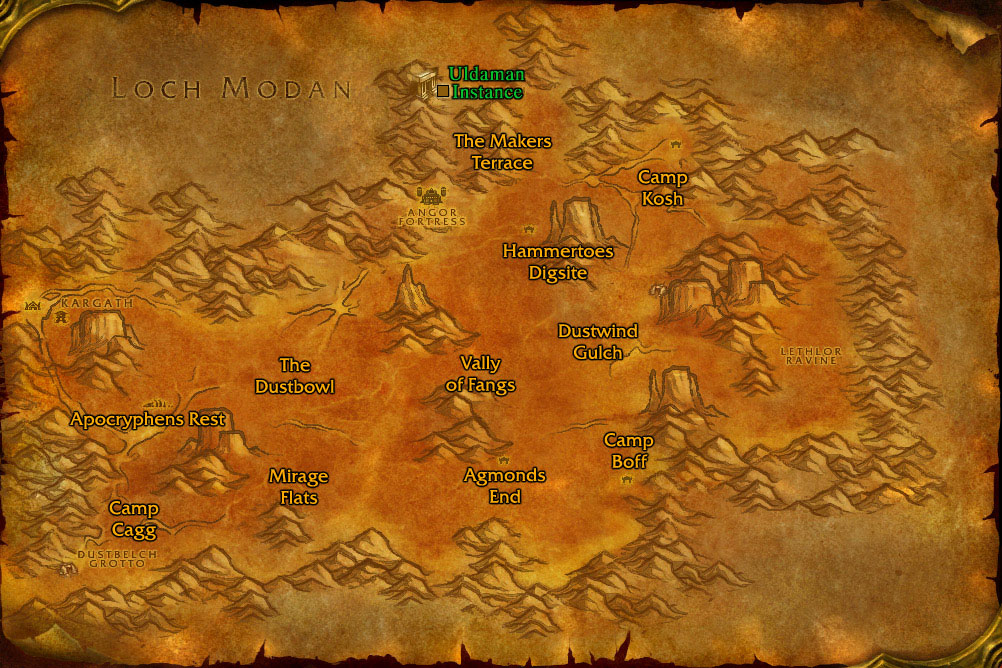 LOCH MODAN
Uldaman
Instance
The Makers
Terrace
Camp
Kosh
ANGOR
FORTRESS
Hammertoes
Digsite
KARGATH
Dustwind
Gulch
LETHLOR
RAVINE
The
Dustbowl
Vally
of Fangs
Apocryphens Rest
Camp
Boff
Mirage
Flats
Agmonds
End
Camp
Cagg
DUSTBELCH
GROTTO